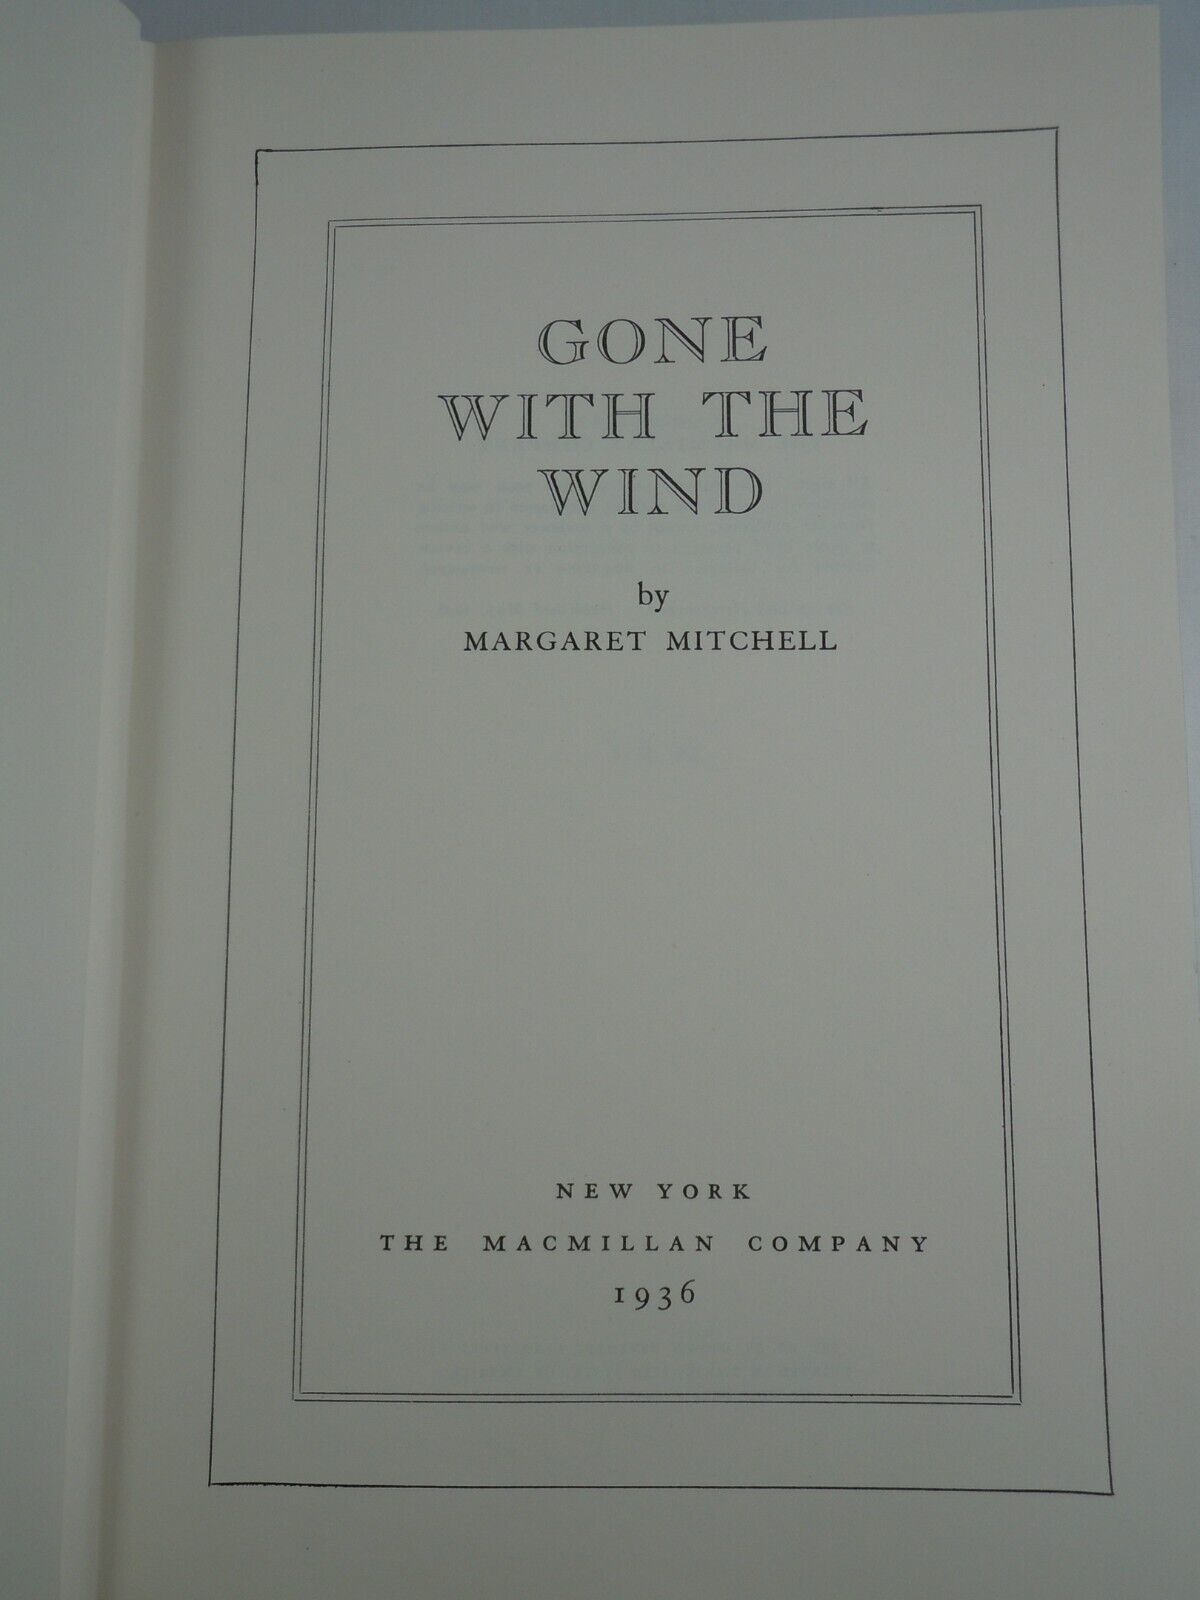 GONE
WITH THE
WIND
by
MARGARET MITCHELL
NEW YORK
THE MACMILLAN COMPANY
1936